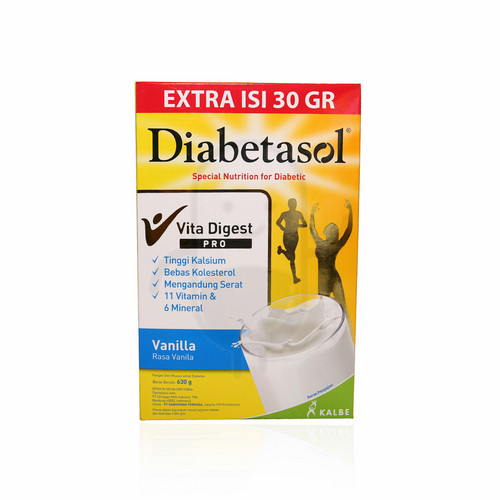 EXTRA ISI 30 GR
Diabetasol®
Special Nutrition for Diabetic
Vita Digest
PRO
Tinggi Kalsium
Bebas Kolesterol
Mengandung Serat
11 Vitamin &
6 Mineral
Vanilla
Rasa Vanila
630 g
KALBE